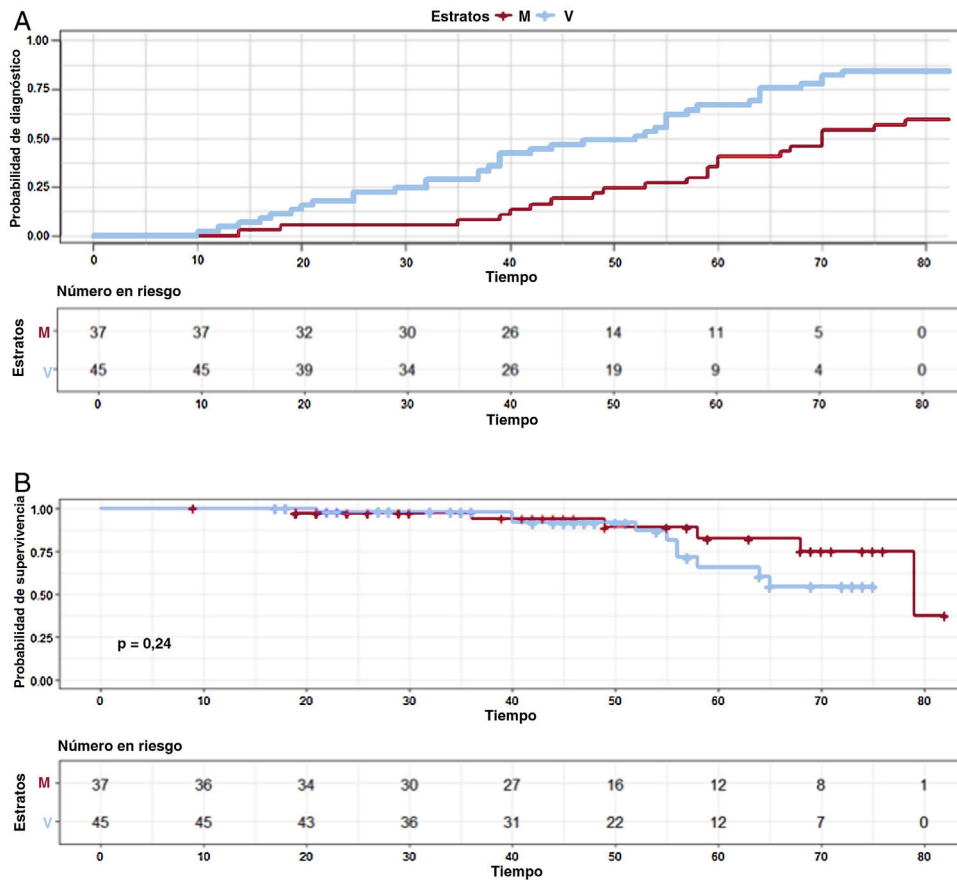 A
Estratos M V
Probabilidad de diagnóstico
1.00
0.75
0.50
0.25
0.00
0 10 20 30 40 50 60 70 80
Tiempo
Número en riesgo
Estratos
M 37 37 32 30 26 14 11 5 0
V 45 45 39 34 26 19 9 4 0
0 10 20 30 40 50 60 70 80
Tiempo
B
Probabilidad de supervivencia
1.00
0.75
0.50
0.25
0.00
p = 0,24
0 10 20 30 40 50 60 70 80
Tiempo
Número en riesgo
Estratos
M 37 36 34 30 27 16 12 8 1
V 45 45 43 36 31 22 12 7 0
0 10 20 30 40 50 60 70 80
Tiempo